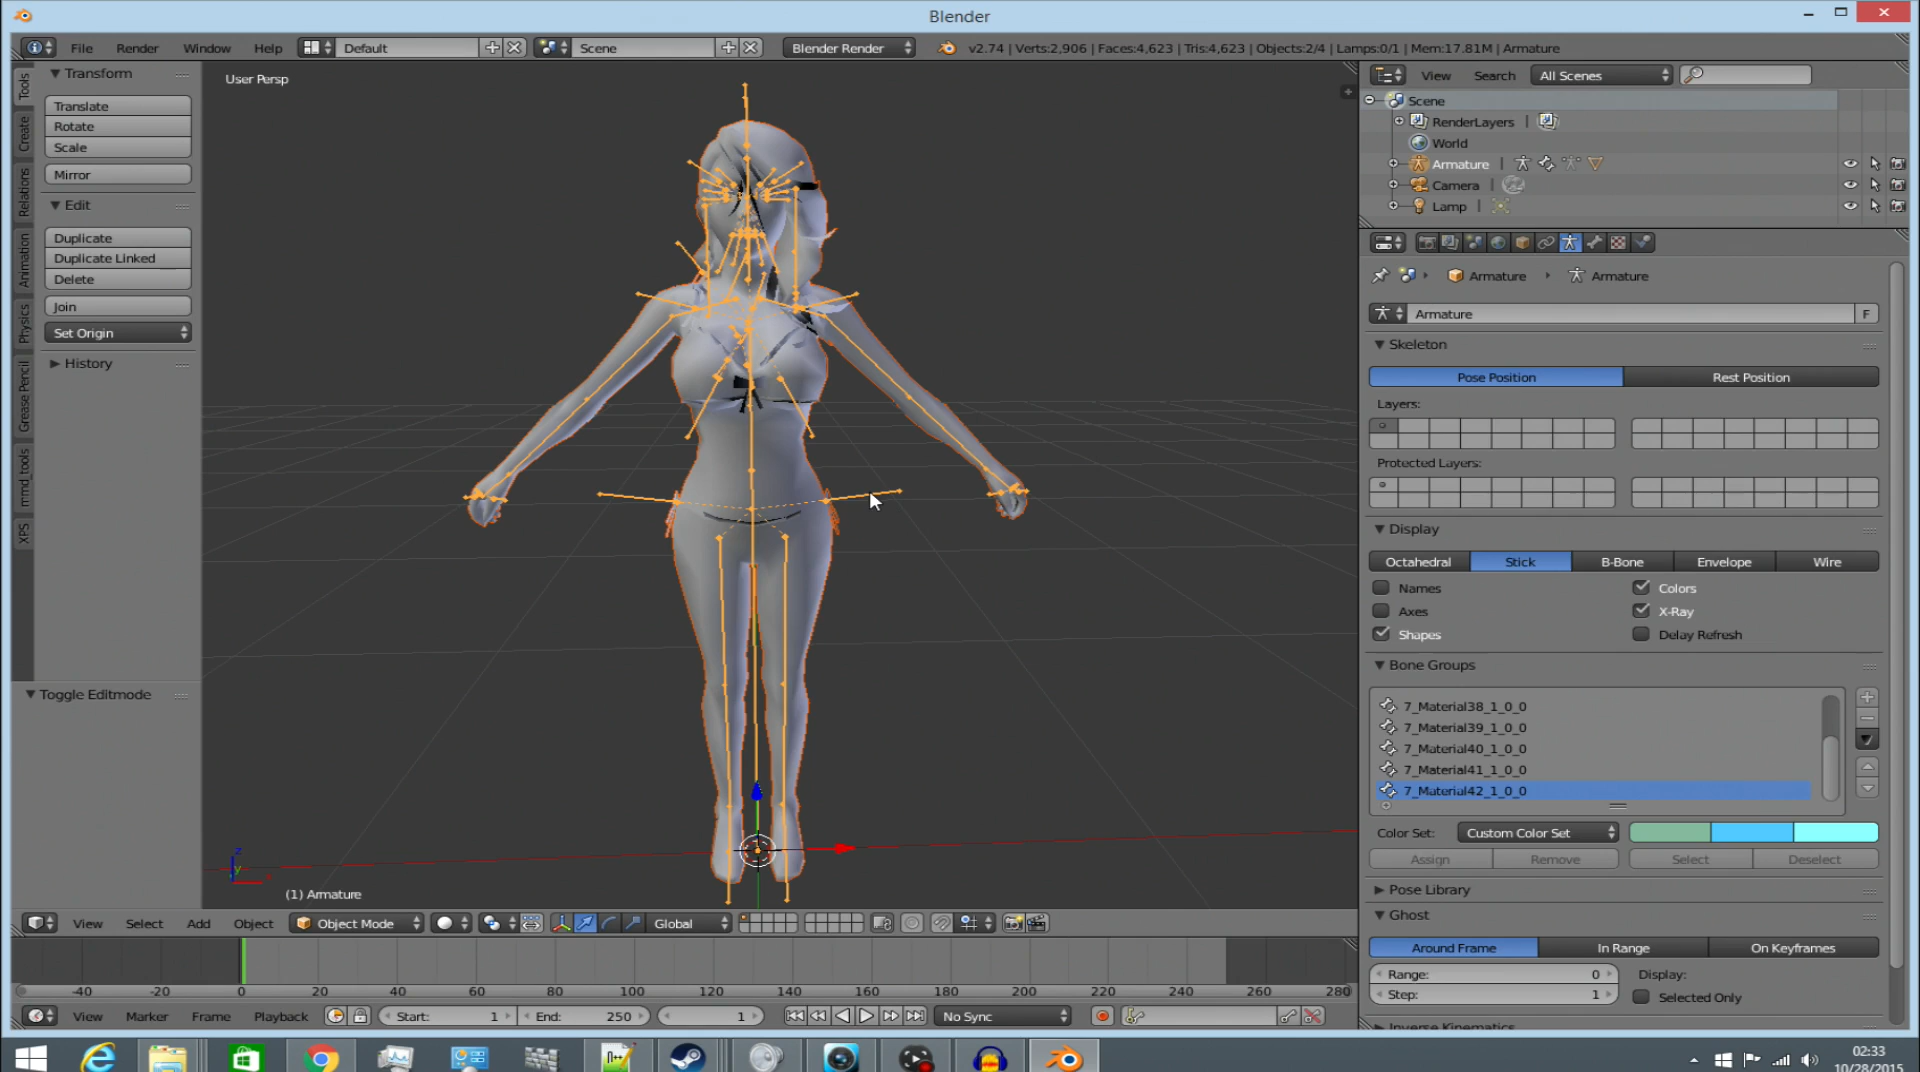 Blender
File Render Window Help Default Scene Blender Render v2.74 | Verts:2,906 | Faces:4,623 | Tris:4,623 | Objects:2/4 | Lamps:0/1 | Mem:17.81M | Armature
Tools
Create
Relations
Animation
Physics
Grease Pencil
mmd_tools
XPS
Transform
Translate
Rotate
Scale
Mirror
Edit
Duplicate
Duplicate Linked
Delete
Join
Set Origin
History
Toggle Editmode
User Persp
(1) Armature
View Select Add Object Object Mode Global
-40 -20 0 20 40 60 80 100 120 140 160 180 200 220 240 260 280
View Marker Frame Playback Start: 1 End: 250 1 No Sync
View Search All Scenes
Scene
RenderLayers |
World
Armature |
Camera |
Lamp |
Armature Armature
Armature F
Skeleton
Pose Position Rest Position
Layers:
Protected Layers:
Display
Octahedral Stick B-Bone Envelope Wire
Names Colors
Axes X-Ray
Shapes Delay Refresh
Bone Groups
7_Material38_1_0_0
7_Material39_1_0_0
7_Material40_1_0_0
7_Material41_1_0_0
7_Material42_1_0_0
Color Set: Custom Color Set
Assign Remove Select Deselect
Pose Library
Ghost
Around Frame In Range On Keyframes
Range: 0 Display:
Step: 1 Selected Only
Inverse Kinematics
02:33
10/28/2015